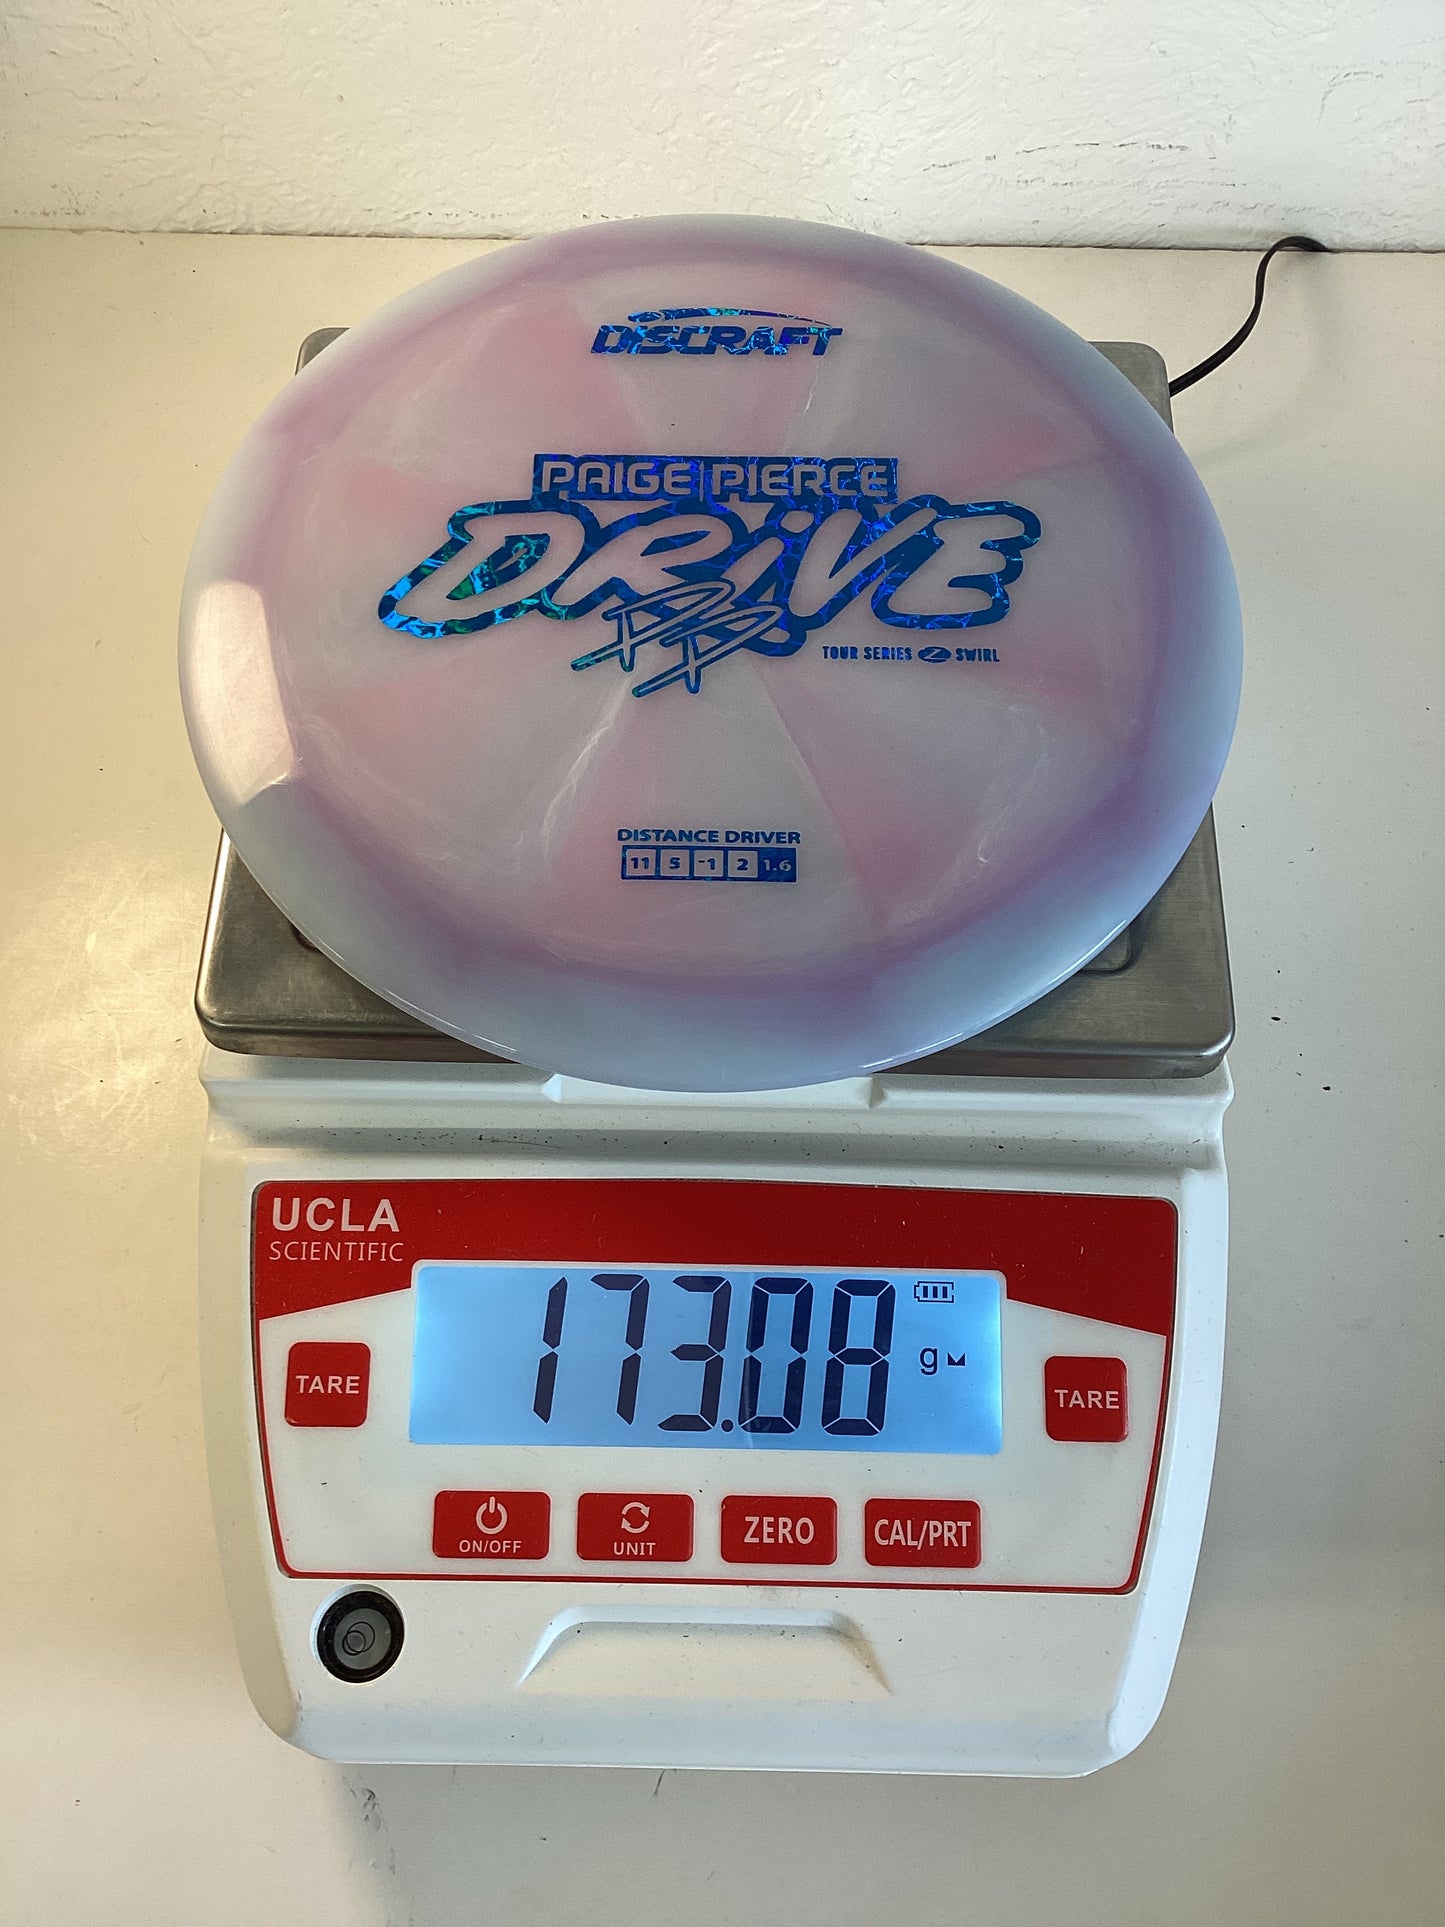 DISCRAFT
PAIGE PIERCE
DRiVE
PP
TOUR SERIES Z SWIRL
DISTANCE DRIVER
11 5 -1 2 1.6
UCLA
SCIENTIFIC
173.08 g
TARE
TARE
ON/OFF
UNIT
ZERO
CAL/PRT